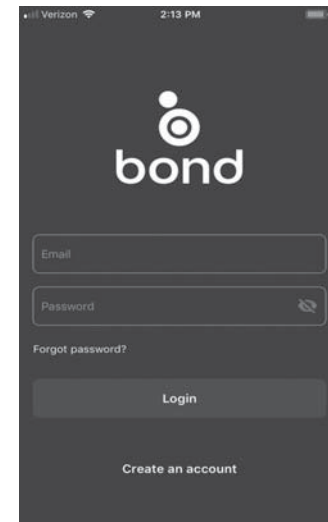 Verizon 2:13 PM
bond
Email
Password
Forgot password?
Login
Create an account